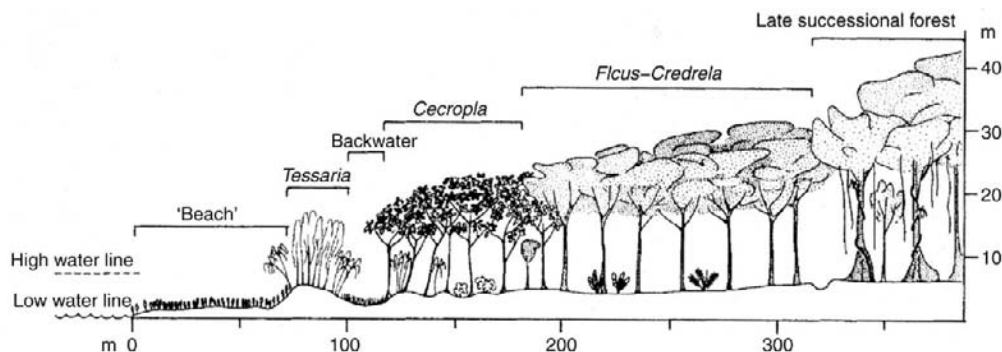 Late successional forest
m
40
30
20
10
Flcus–Credrela
Cecropla
Backwater
Tessaria
'Beach'
High water line
Low water line
m 0 100 200 300